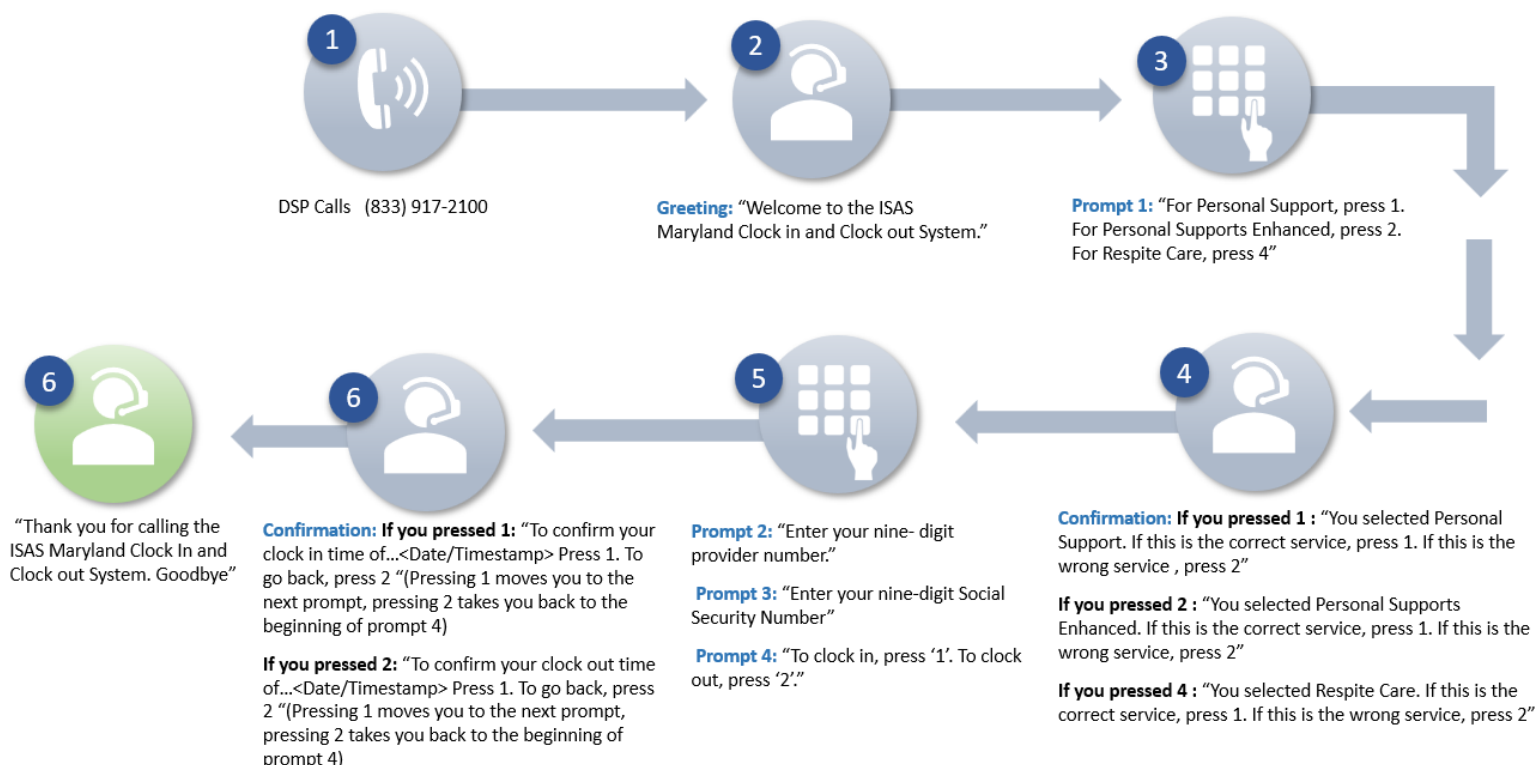 1
2
3
DSP Calls (833) 917-2100
Greeting: “Welcome to the ISAS
Maryland Clock in and Clock out System.”
Prompt 1: “For Personal Support, press 1.
For Personal Supports Enhanced, press 2.
For Respite Care, press 4”
4
Confirmation: If you pressed 1 : “You selected Personal
Support. If this is the correct service, press 1. If this is the
wrong service , press 2”
If you pressed 2 : “You selected Personal Supports
Enhanced. If this is the correct service, press 1. If this is the
wrong service, press 2”
If you pressed 4 : “You selected Respite Care. If this is the
correct service, press 1. If this is the wrong service, press 2”
5
Prompt 2: “Enter your nine- digit
provider number.”
Prompt 3: “Enter your nine-digit Social
Security Number”
Prompt 4: “To clock in, press ‘1’. To clock
out, press ‘2’.”
6
Confirmation: If you pressed 1: “To confirm your
clock in time of...<Date/Timestamp> Press 1. To
go back, press 2 “(Pressing 1 moves you to the
next prompt, pressing 2 takes you back to the
beginning of prompt 4)
If you pressed 2: “To confirm your clock out time
of...<Date/Timestamp> Press 1. To go back, press
2 “(Pressing 1 moves you to the next prompt,
pressing 2 takes you back to the beginning of
prompt 4)
6
“Thank you for calling the
ISAS Maryland Clock In and
Clock out System. Goodbye”